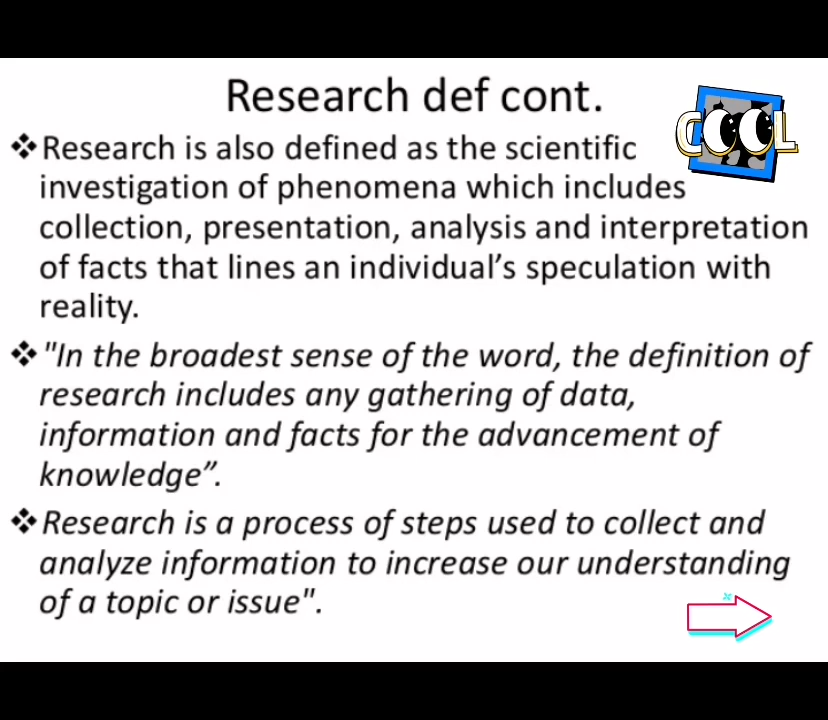 Research def cont.
COOL
❖Research is also defined as the scientific
investigation of phenomena which includes
collection, presentation, analysis and interpretation
of facts that lines an individual’s speculation with
reality.
❖"In the broadest sense of the word, the definition of
research includes any gathering of data,
information and facts for the advancement of
knowledge”.
❖Research is a process of steps used to collect and
analyze information to increase our understanding
of a topic or issue".